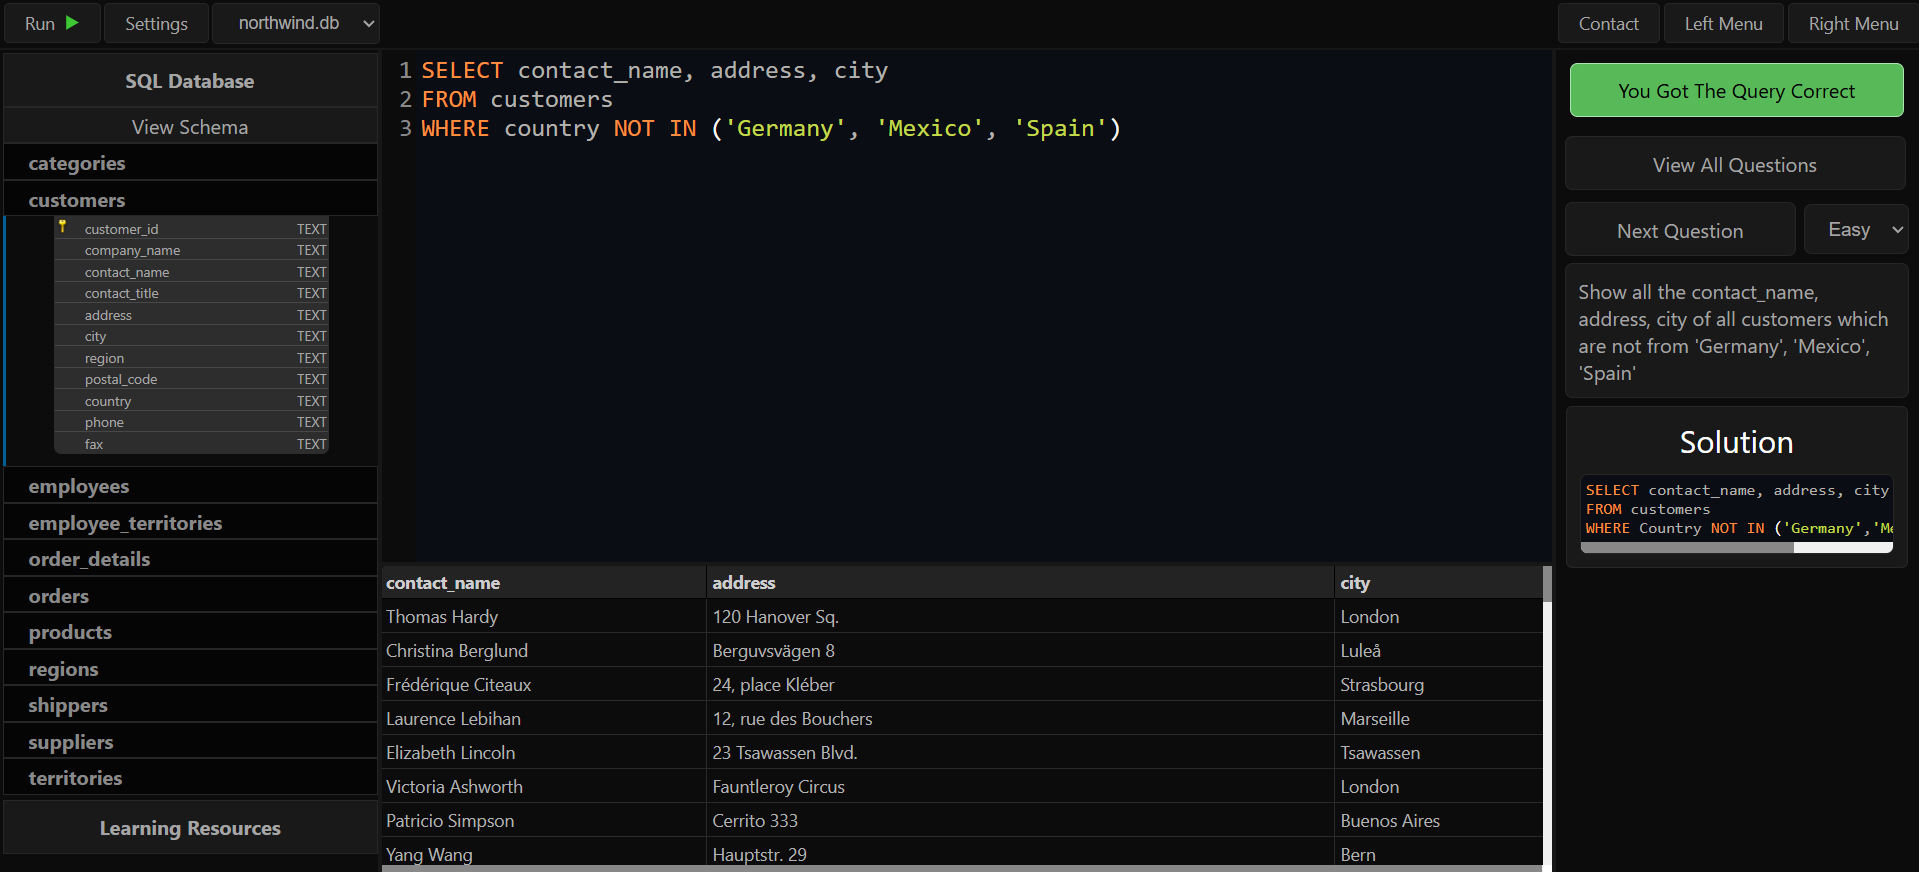 Run
Settings
northwind.db
Contact
Left Menu
Right Menu
SQL Database
View Schema
categories
customers
customer_id TEXT
company_name TEXT
contact_name TEXT
contact_title TEXT
address TEXT
city TEXT
region TEXT
postal_code TEXT
country TEXT
phone TEXT
fax TEXT
employees
employee_territories
order_details
orders
products
regions
shippers
suppliers
territories
Learning Resources
1 SELECT contact_name, address, city
2 FROM customers
3 WHERE country NOT IN ('Germany', 'Mexico', 'Spain')
contact_name address city
Thomas Hardy 120 Hanover Sq. London
Christina Berglund Berguvsvägen 8 Luleå
Frédérique Citeaux 24, place Kléber Strasbourg
Laurence Lebihan 12, rue des Bouchers Marseille
Elizabeth Lincoln 23 Tsawassen Blvd. Tsawassen
Victoria Ashworth Fauntleroy Circus London
Patricio Simpson Cerrito 333 Buenos Aires
Yang Wang Hauptstr. 29 Bern
You Got The Query Correct
View All Questions
Next Question
Easy
Show all the contact_name,
address, city of all customers which
are not from 'Germany', 'Mexico',
'Spain'
Solution
SELECT contact_name, address, city
FROM customers
WHERE Country NOT IN ('Germany','Me